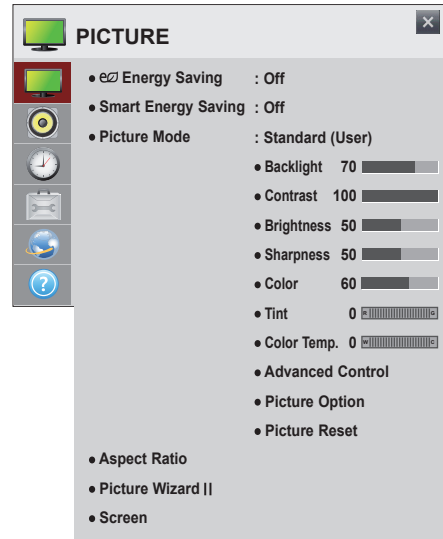 PICTURE
• eco Energy Saving : Off
• Smart Energy Saving : Off
• Picture Mode : Standard (User)
• Backlight 70
• Contrast 100
• Brightness 50
• Sharpness 50
• Color 60
• Tint 0 R G
• Color Temp. 0 W C
• Advanced Control
• Picture Option
• Picture Reset
• Aspect Ratio
• Picture Wizard II
• Screen